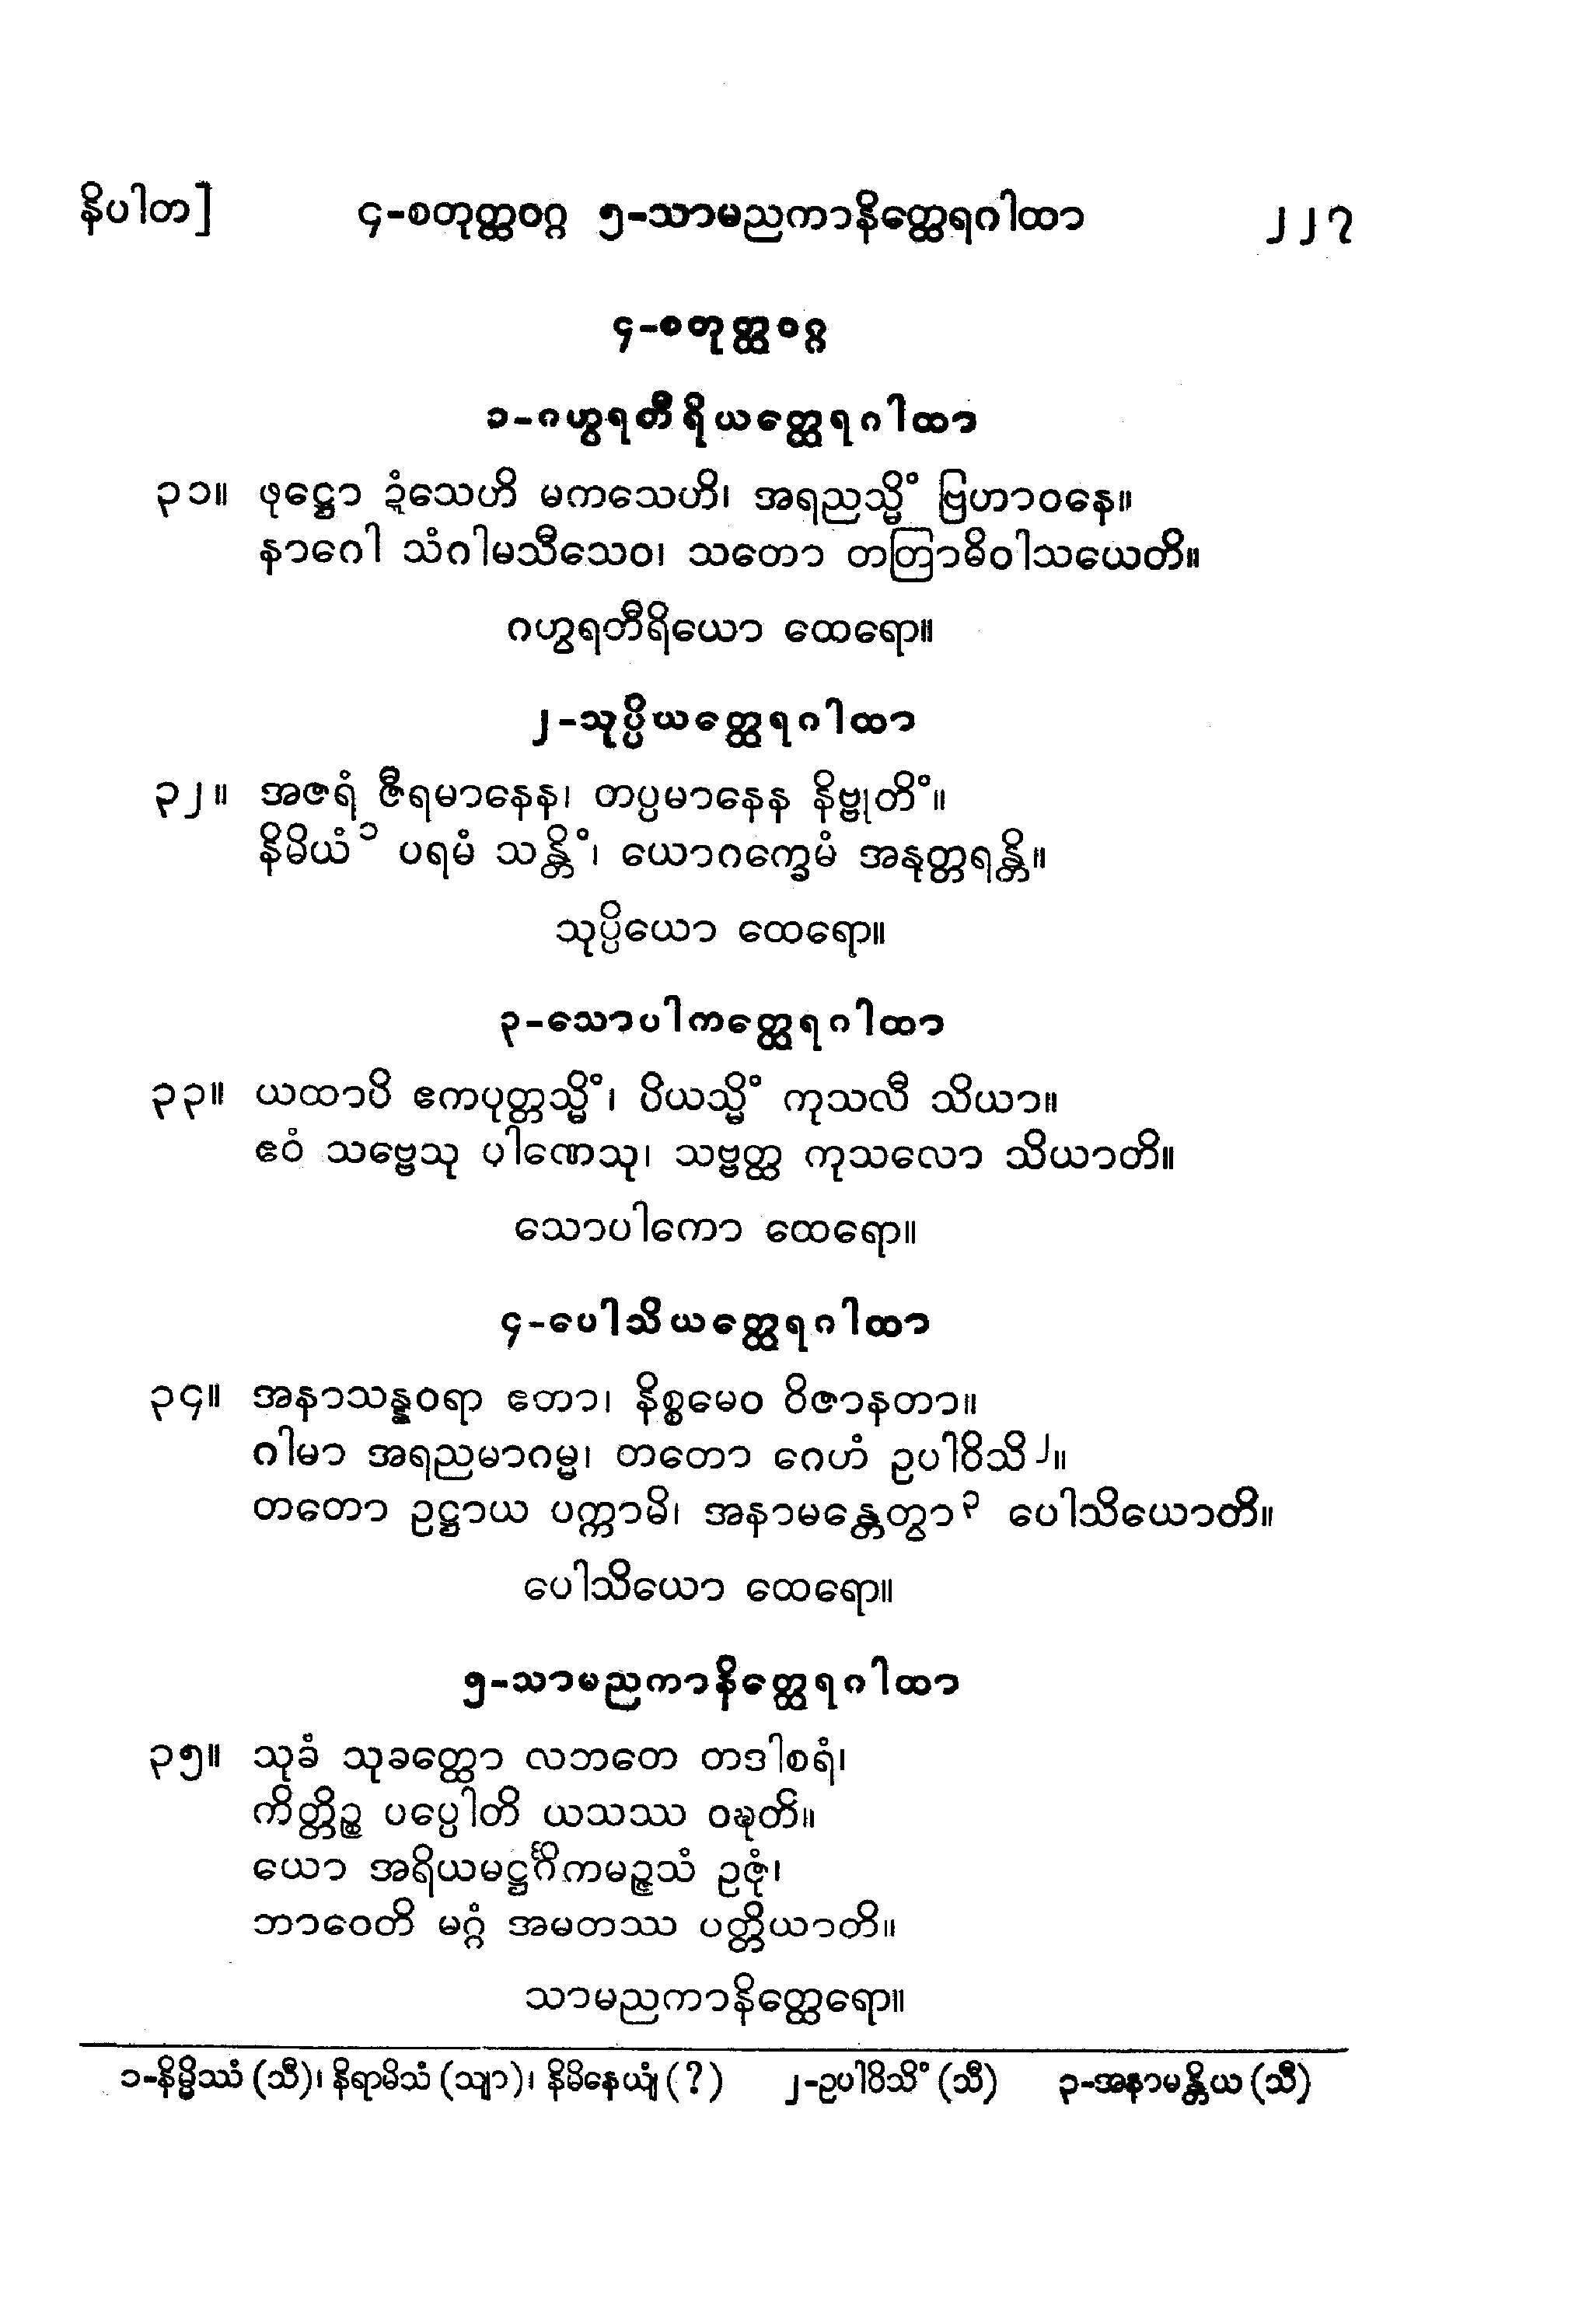 နိပါတ] ၄-စတုတ္ထဝဂ္ဂ ၅-သာမညကာနိတ္ထေရဂါထာ ၂၂၇
၄-စတုတ္ထဝဂ္ဂ
၁-ဂဟွရတီရိယတ္ထေရဂါထာ
၃၁။ ဖုဋ္ဌော ဍံသေဟိ မကသေဟိ၊ အရညသ္မိံ ဗြဟာဝနေ။
နာဂေါ သံဂါမသီသေဝ၊ သတော တတြာဓိဝါသယေတိ။
ဂဟွရတီရိယော ထေရော။
၂-သုပ္ပိယတ္ထေရဂါထာ
၃၂။ အဇရံ ဇီရမာနေန၊ တပ္ပမာနေန နိဗ္ဗုတိံ။
နိမိယံ ၁ ပရမံ သန္တိံ၊ ယောဂက္ခေမံ အနုတ္တရန္တိ။
သုပ္ပိယော ထေရော။
၃-သောပါကတ္ထေရဂါထာ
၃၃။ ယထာပိ ဧကပုတ္တသ္မိံ၊ ပိယသ္မိံ ကုသလီ သိယာ။
ဧဝံ သဗ္ဗေသု ပါဏေသု၊ သဗ္ဗတ္ထ ကုသလော သိယာတိ။
သောပါကော ထေရော။
၄-ပေါသိယတ္ထေရဂါထာ
၃၄။ အနာသန္နဝရာ ဧတာ၊ နိစ္စမေဝ ဝိဇာနတာ။
ဂါမာ အရညမာဂမ္မ၊ တတော ဂေဟံ ဥပါဝိသိ ၂။
တတော ဥဋ္ဌာယ ပက္ကာမိ၊ အနာမန္တေတွာ ၃ ပေါသိယောတိ။
ပေါသိယော ထေရော။
၅-သာမညကာနိတ္ထေရဂါထာ
၃၅။ သုခံ သုခတ္ထော လဘတေ တဒါစရံ၊
ကိတ္တိဉ္စ ပပ္ပေါတိ ယသဿ ဝဍ္ဎတိ။
ယော အရိယမဋ္ဌင်္ဂိကမဉ္ဇသံ ဥဇုံ၊
ဘာဝေတိ မဂ္ဂံ အမတဿ ပတ္တိယာတိ။
သာမညကာနိတ္ထေရော။
၁-နိမ္မိဿံ (သီ)၊ နိရာမိသံ (သျာ)၊ နိမိနေယျံ (?) ၂-ဥပါဝိသိံ (သီ) ၃-အနာမန္တိယ (သီ)